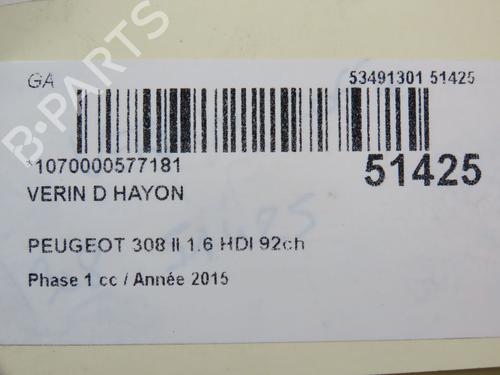 GA 53491301 51425
*1070000577181 51425
VERIN D HAYON
PEUGEOT 308 II 1.6 HDI 92ch
Phase 1 cc / Année 2015
B-PARTS